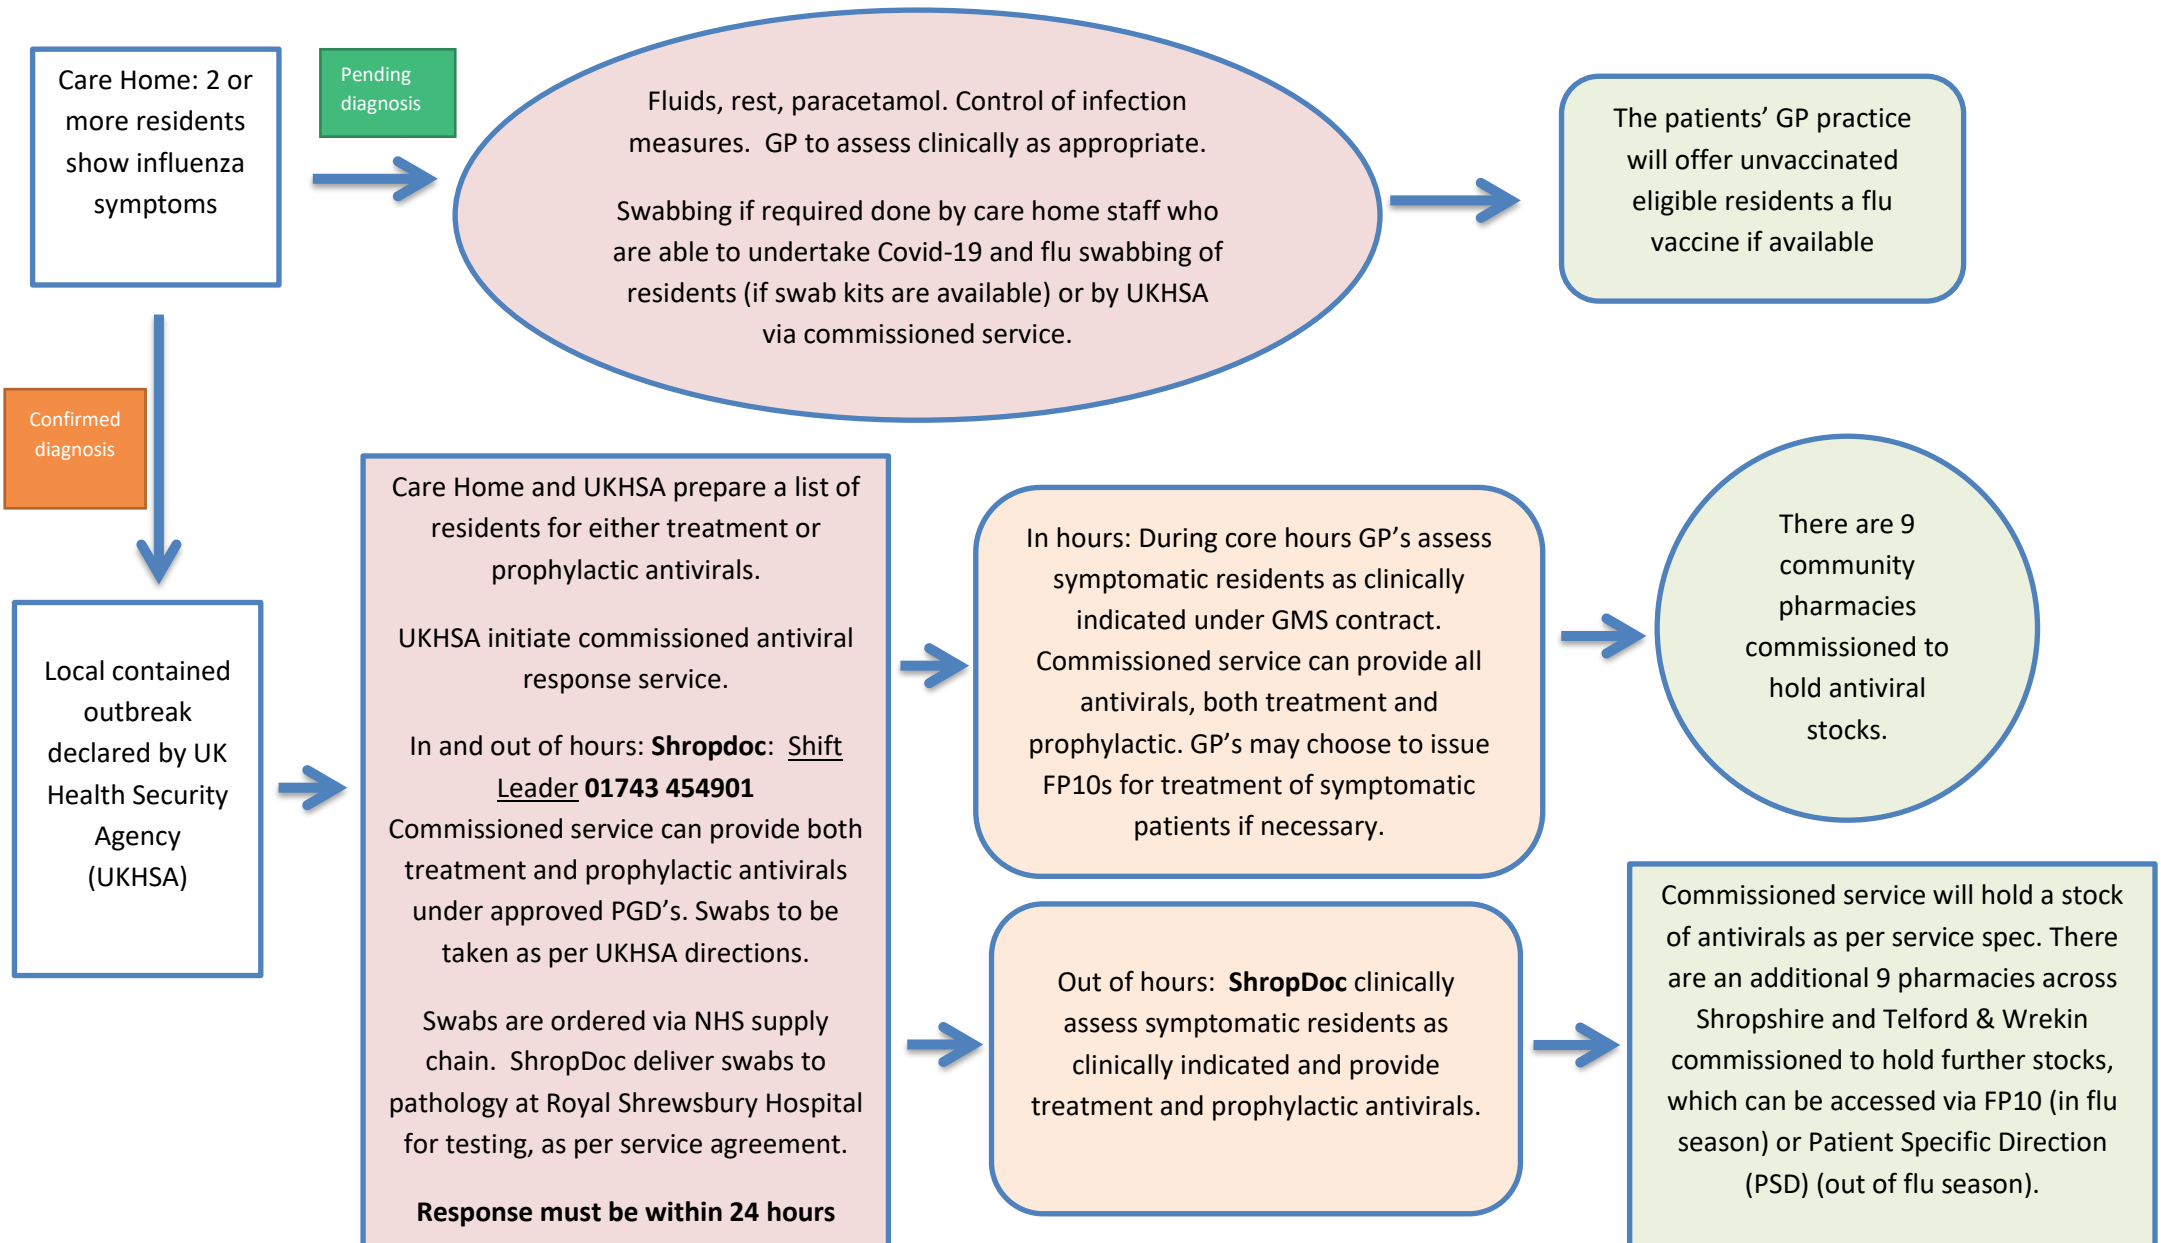 Care Home: 2 or
more residents
show influenza
symptoms
Pending
diagnosis
Fluids, rest, paracetamol. Control of infection
measures.  GP to assess clinically as appropriate.
Swabbing if required done by care home staff who
are able to undertake Covid-19 and flu swabbing of
residents (if swab kits are available) or by UKHSA
via commissioned service.
The patients’ GP practice
will offer unvaccinated
eligible residents a flu
vaccine if available
Confirmed
diagnosis
Local contained
outbreak
declared by UK
Health Security
Agency
(UKHSA)
Care Home and UKHSA prepare a list of
residents for either treatment or
prophylactic antivirals.
UKHSA initiate commissioned antiviral
response service.
In and out of hours: Shropdoc:  Shift
Leader 01743 454901
Commissioned service can provide both
treatment and prophylactic antivirals
under approved PGD’s. Swabs to be
taken as per UKHSA directions.
Swabs are ordered via NHS supply
chain.  ShropDoc deliver swabs to
pathology at Royal Shrewsbury Hospital
for testing, as per service agreement.
Response must be within 24 hours
In hours: During core hours GP’s assess
symptomatic residents as clinically
indicated under GMS contract.
Commissioned service can provide all
antivirals, both treatment and
prophylactic. GP’s may choose to issue
FP10s for treatment of symptomatic
patients if necessary.
There are 9
community
pharmacies
commissioned to
hold antiviral
stocks.
Out of hours:  ShropDoc clinically
assess symptomatic residents as
clinically indicated and provide
treatment and prophylactic antivirals.
Commissioned service will hold a stock
of antivirals as per service spec. There
are an additional 9 pharmacies across
Shropshire and Telford & Wrekin
commissioned to hold further stocks,
which can be accessed via FP10 (in flu
season) or Patient Specific Direction
(PSD) (out of flu season).